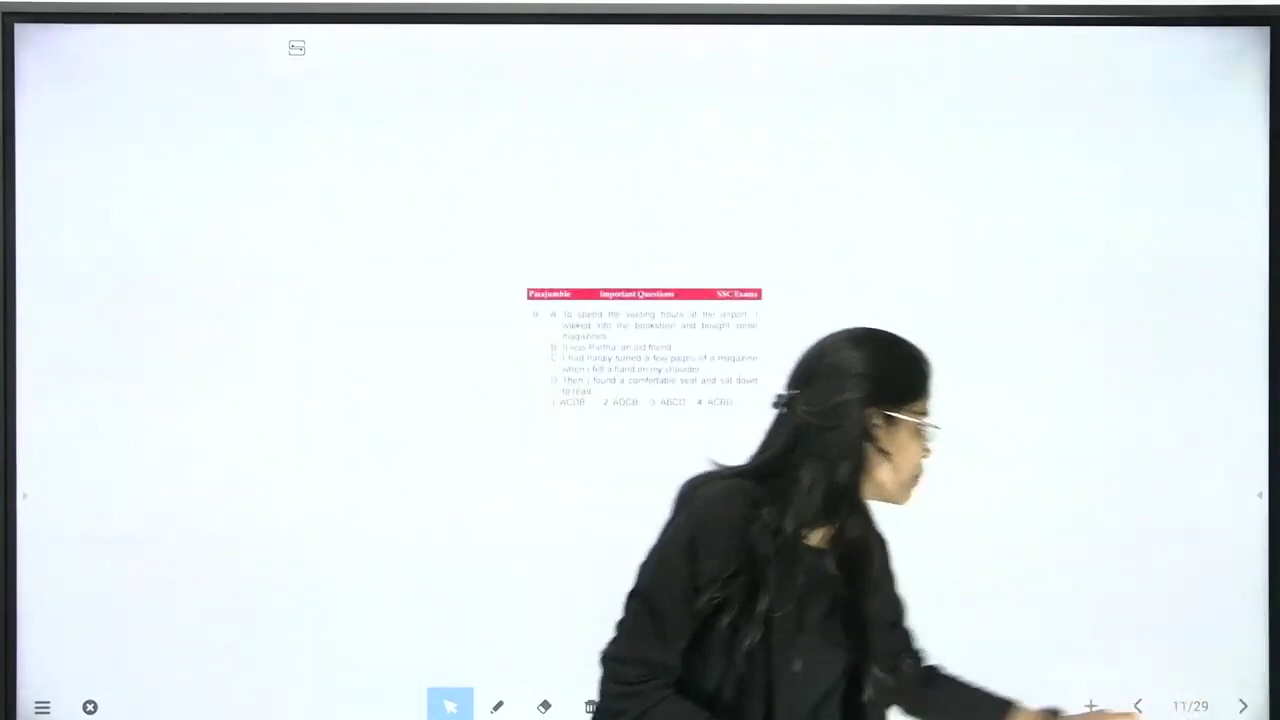 Parajumble Important Questions SSC Exams
A. To spend the waiting hours at the airport, I
walked into the bookstore and bought some
magazines.
B. It was Partha, an old friend.
C. I had hardly turned a few pages of a magazine
when I felt a hand on my shoulder.
D. Then I found a comfortable seat and sat down
to read.
1. ACDB 2. ADCB 3. ABCD 4. ACBD
11/29